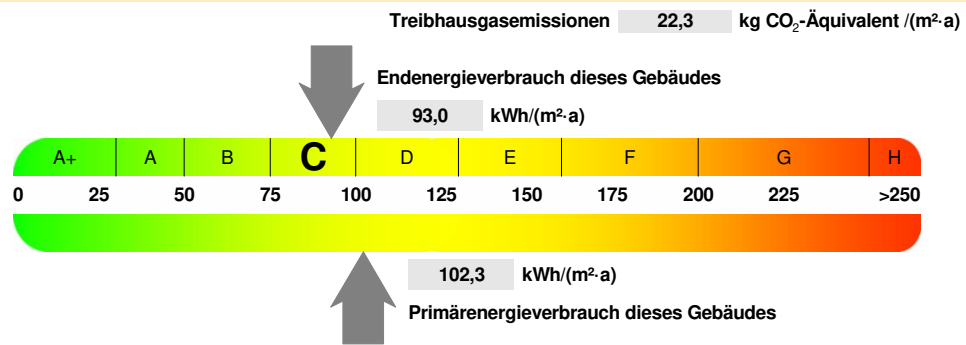 Treibhausgasemissionen 22,3 kg CO₂-Äquivalent /(m²·a)
Endenergieverbrauch dieses Gebäudes
93,0 kWh/(m²·a)
A+ A B C D E F G H
0 25 50 75 100 125 150 175 200 225 >250
102,3 kWh/(m²·a)
Primärenergieverbrauch dieses Gebäudes